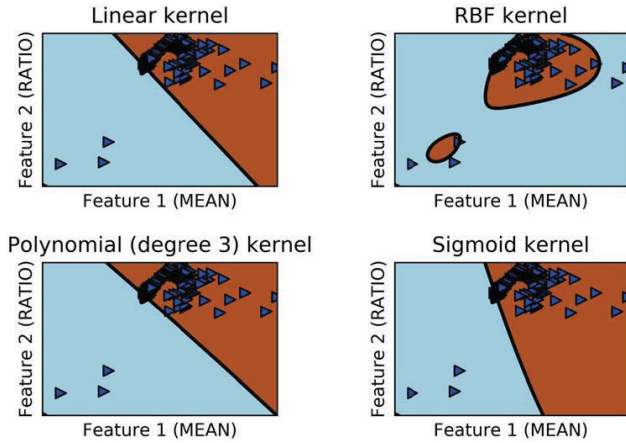 Linear kernel
RBF kernel
Feature 2 (RATIO)
Feature 1 (MEAN)
Feature 2 (RATIO)
Feature 1 (MEAN)
Polynomial (degree 3) kernel
Sigmoid kernel
Feature 2 (RATIO)
Feature 1 (MEAN)
Feature 2 (RATIO)
Feature 1 (MEAN)